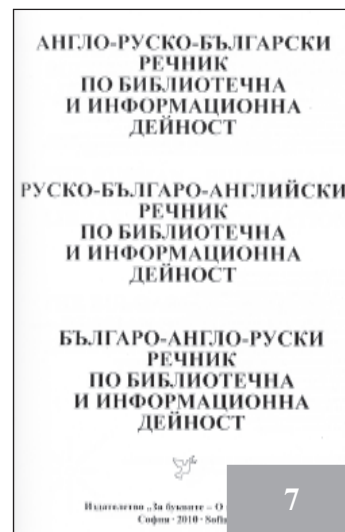 АНГЛО-РУСКО-БЪЛГАРСКИ
РЕЧНИК
ПО БИБЛИОТЕЧНА
И ИНФОРМАЦИОННА
ДЕЙНОСТ
РУСКО-БЪЛГАРО-АНГЛИЙСКИ
РЕЧНИК
ПО БИБЛИОТЕЧНА
И ИНФОРМАЦИОННА
ДЕЙНОСТ
БЪЛГАРО-АНГЛО-РУСКИ
РЕЧНИК
ПО БИБЛИОТЕЧНА
И ИНФОРМАЦИОННА
ДЕЙНОСТ
Издателство „За буквите – О
София · 2010 · Sofia
7